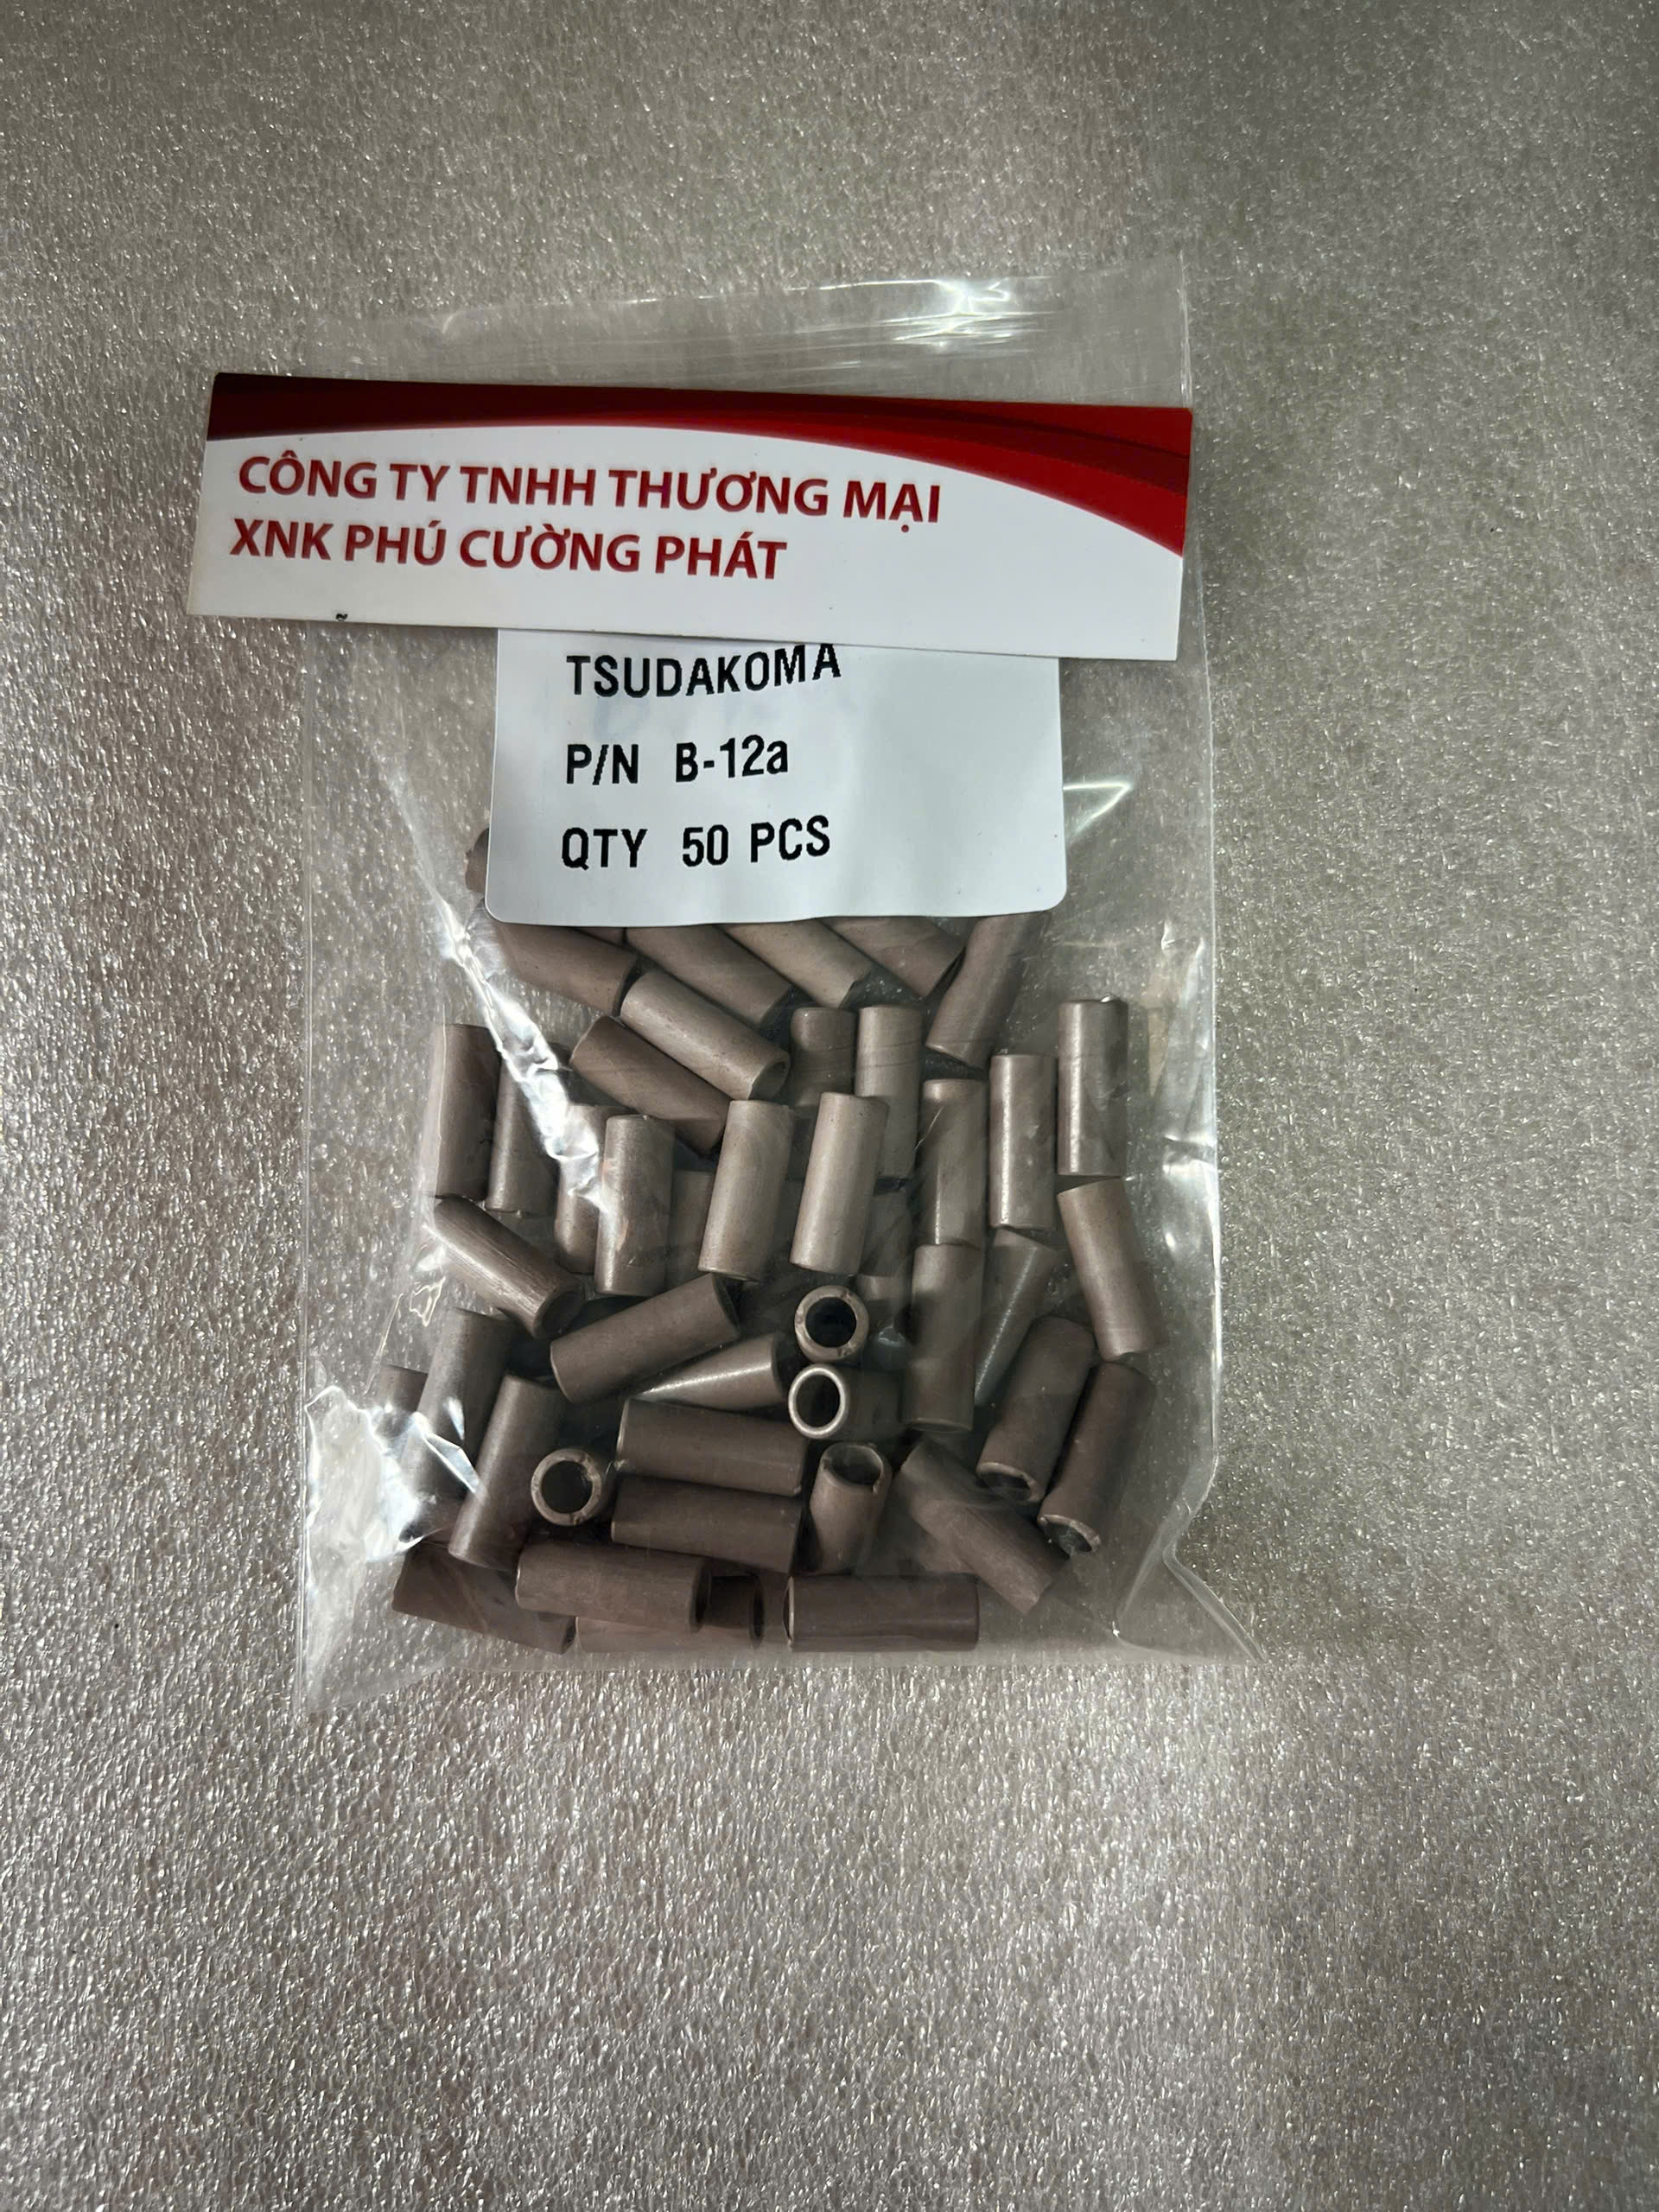 CÔNG TY TNHH THƯƠNG MẠI
XNK PHÚ CƯỜNG PHÁT
TSUDAKOMA
P/N B-12a
QTY 50 PCS